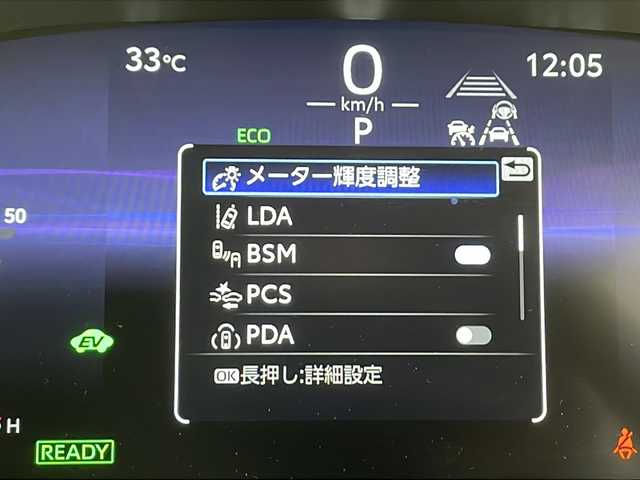 33℃
0
12:05
km/h
ECO
P
メーター輝度調整
50
LDA
BSM
PCS
EV
PDA
OK長押し:詳細設定
H
READY